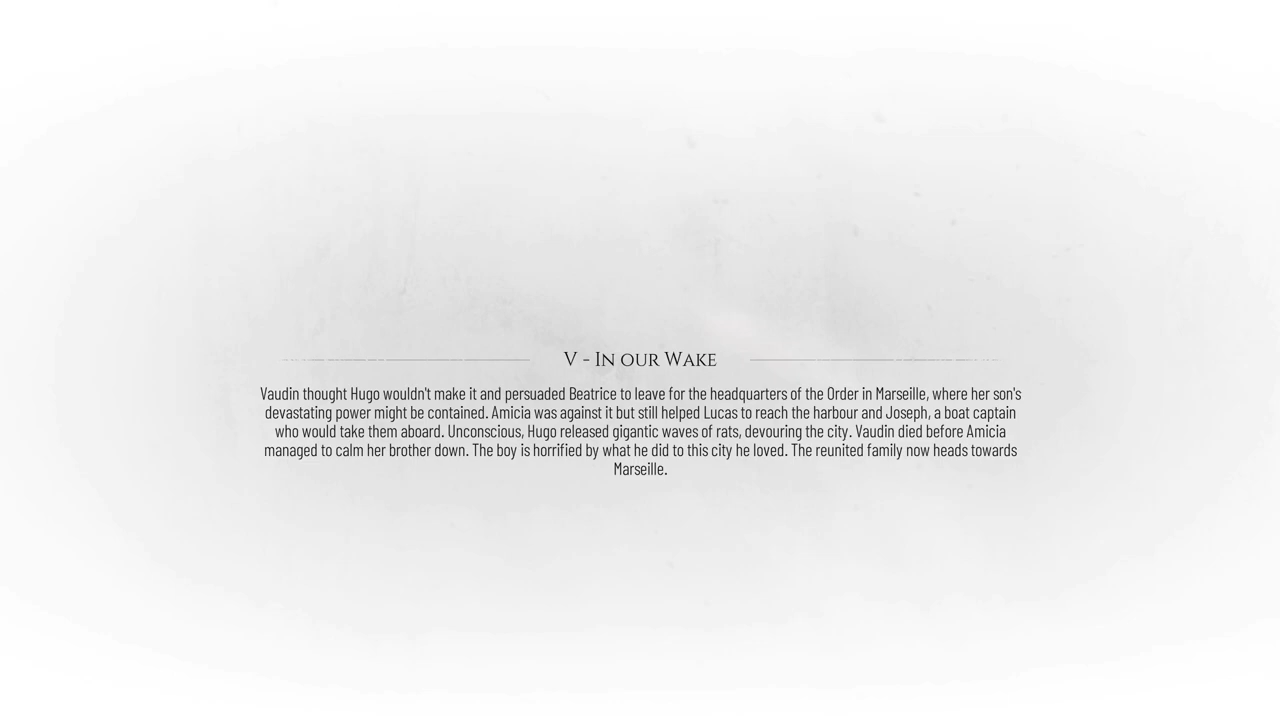 V - In our Wake
Vaudin thought Hugo wouldn't make it and persuaded Beatrice to leave for the headquarters of the Order in Marseille, where her son's
devastating power might be contained. Amicia was against it but still helped Lucas to reach the harbour and Joseph, a boat captain
who would take them aboard. Unconscious, Hugo released gigantic waves of rats, devouring the city. Vaudin died before Amicia
managed to calm her brother down. The boy is horrified by what he did to this city he loved. The reunited family now heads towards
Marseille.